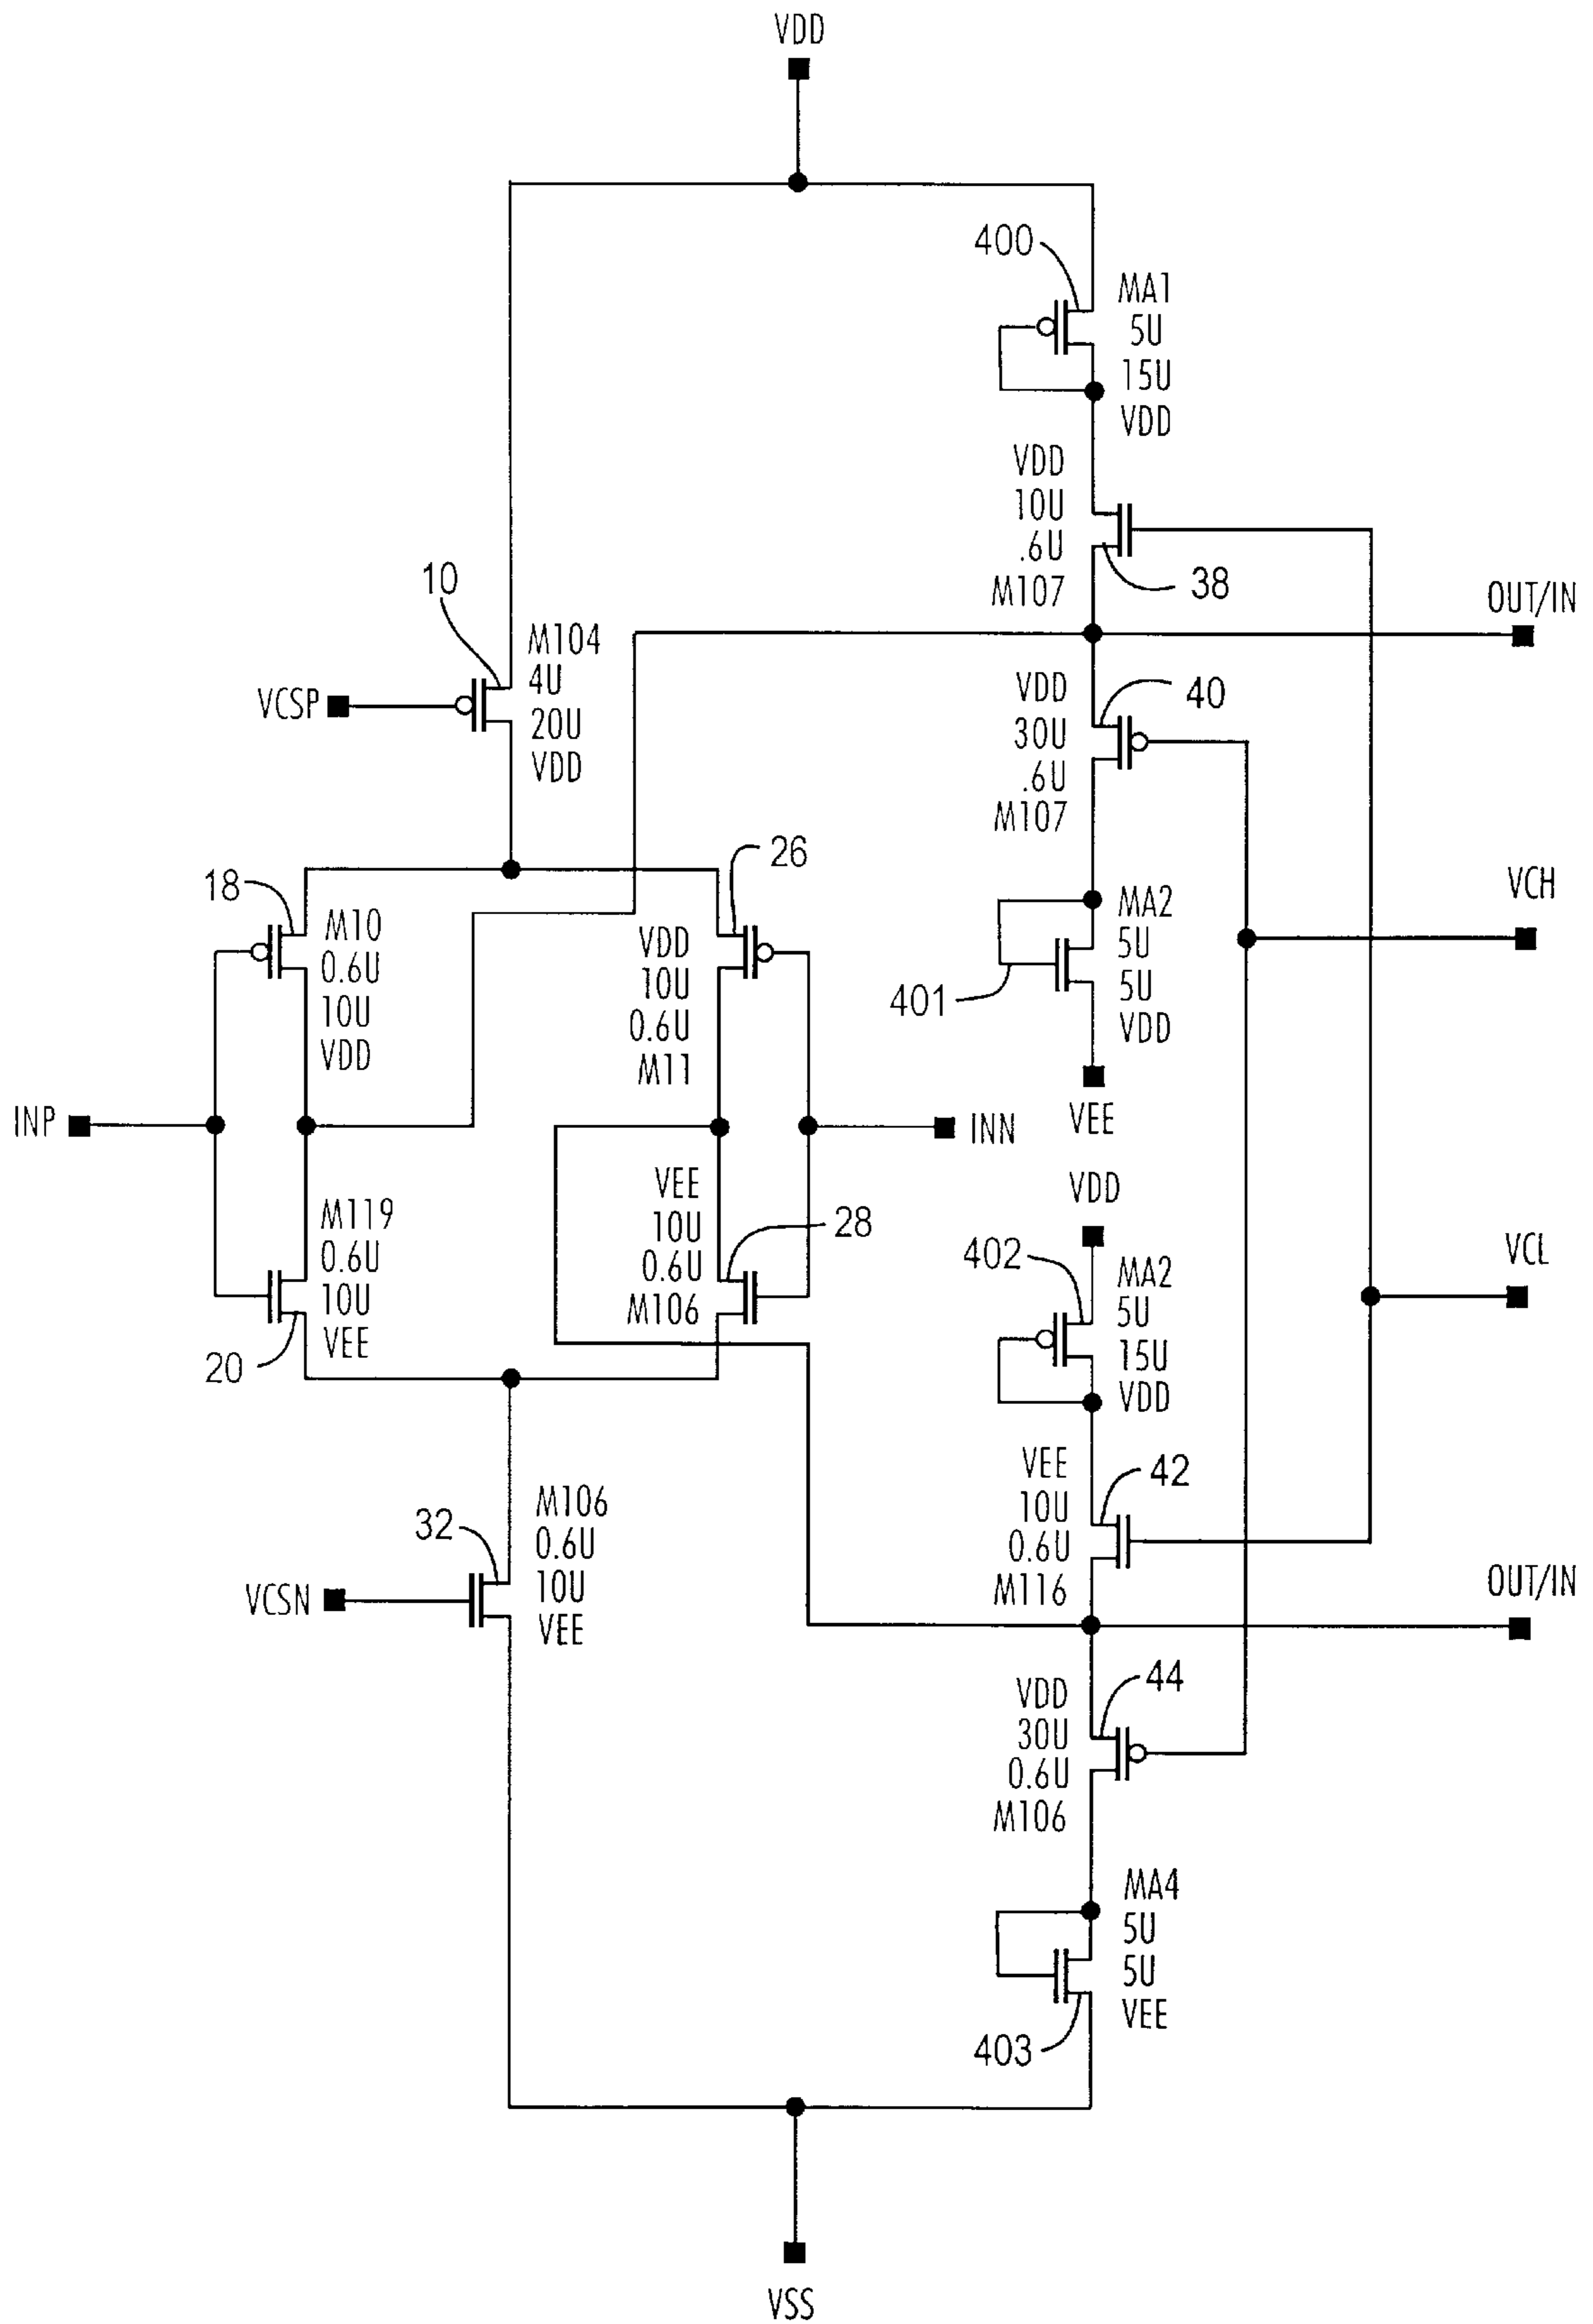 VDD
400
MA1
5U
15U
VDD
VDD
10U
.6U
M107
38
OUT/IN
10
M104
4U
20U
VDD
VCSP
VDD
30U
.6U
M107
40
VCH
18
M10
0.6U
10U
VDD
26
VDD
10U
0.6U
M11
MA2
5U
5U
VDD
401
VEE
INP
INN
M119
0.6U
10U
VEE
20
VEE
10U
0.6U
M106
28
VDD
402
MA2
5U
15U
VDD
VCL
32
M106
0.6U
10U
VEE
VCSN
VEE
10U
0.6U
M116
42
OUT/IN
VDD
30U
0.6U
M106
44
MA4
5U
5U
VEE
403
VSS